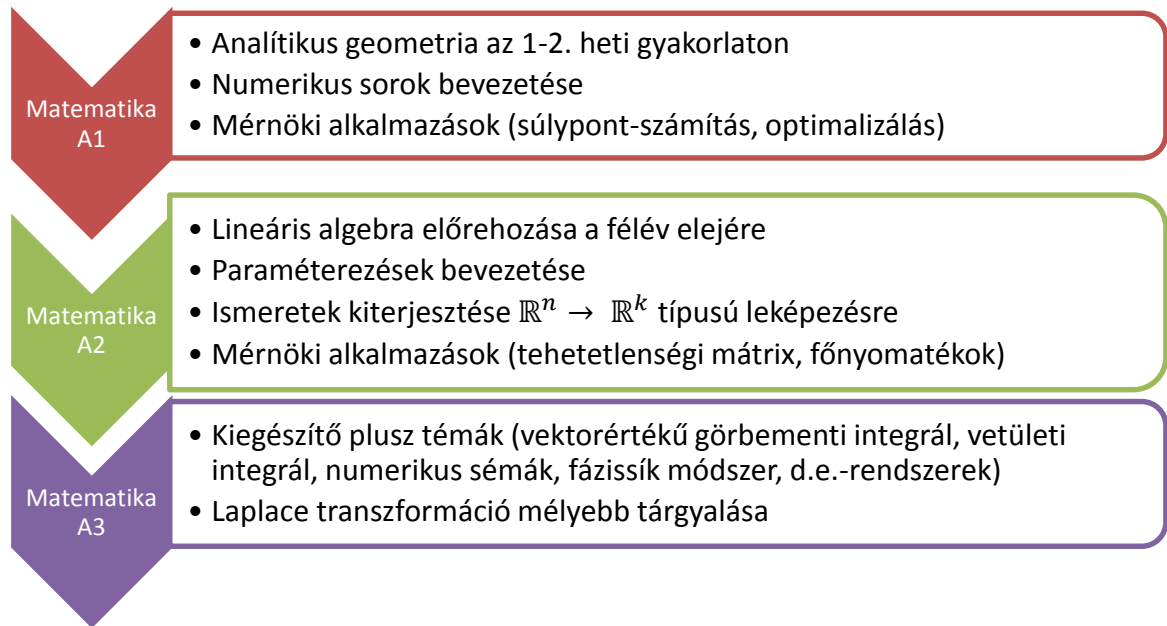 Matematika
A1
• Analítikus geometria az 1-2. heti gyakorlaton
• Numerikus sorok bevezetése
• Mérnöki alkalmazások (súlypont-számítás, optimalizálás)
Matematika
A2
• Lineáris algebra előrehozása a félév elejére
• Paraméterezések bevezetése
• Ismeretek kiterjesztése ℝⁿ → ℝᵏ típusú leképezésre
• Mérnöki alkalmazások (tehetetlenségi mátrix, főnyomatékok)
Matematika
A3
• Kiegészítő plusz témák (vektorértékű görbementi integrál, vetületi
integrál, numerikus sémák, fázissík módszer, d.e.-rendszerek)
• Laplace transzformáció mélyebb tárgyalása